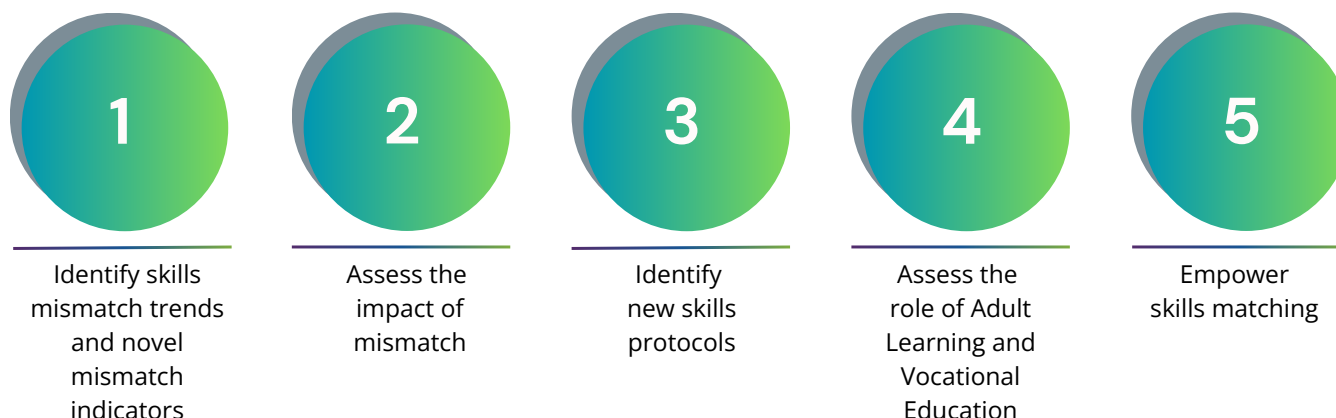 1
Identify skills
mismatch trends
and novel
mismatch
indicators
2
Assess the
impact of
mismatch
3
Identify
new skills
protocols
4
Assess the
role of Adult
Learning and
Vocational
Education
5
Empower
skills matching